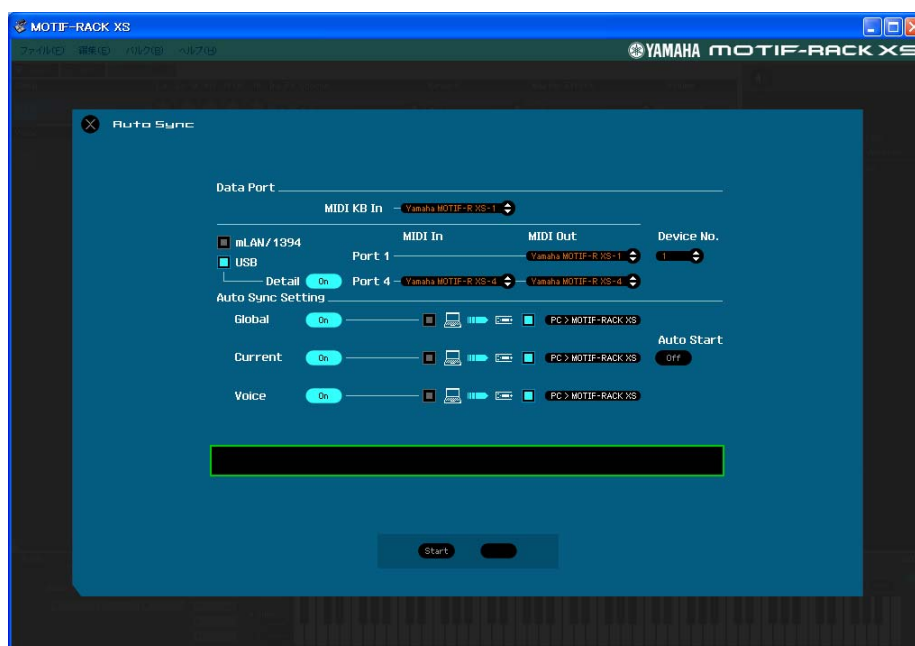 MOTIF-RACK XS
ファイル(F) 編集(E) バルク(B) ヘルプ(H)
YAMAHA MOTIF-RACK XS
Auto Sync
Data Port
MIDI KB In Yamaha MOTIF-R XS-1
mLAN/1394 MIDI In MIDI Out Device No.
USB Port 1 Yamaha MOTIF-R XS-1 1
Detail On Port 4 Yamaha MOTIF-R XS-4 Yamaha MOTIF-R XS-4
Auto Sync Setting
Global On PC > MOTIF-RACK XS
Auto Start
Current On PC > MOTIF-RACK XS Off
Voice On PC > MOTIF-RACK XS
Start